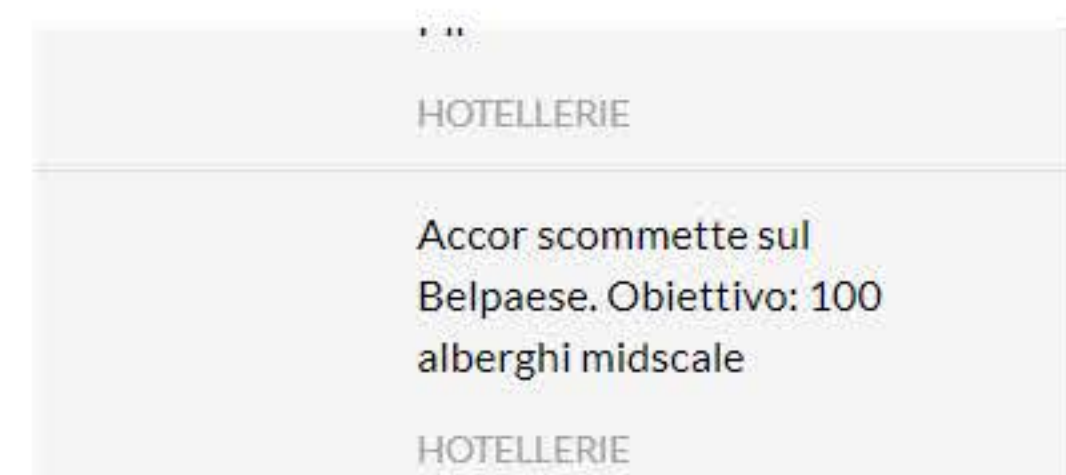 HOTELLERIE
Accor scommette sul
Belpaese. Obiettivo: 100
alberghi midscale
HOTELLERIE